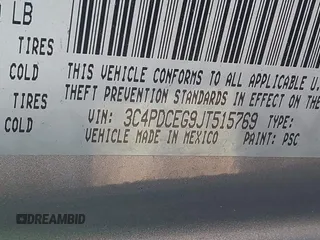 LB
TIRES
COLD
THIS VEHICLE CONFORMS TO ALL APPLICABLE U.
THEFT PREVENTION STANDARDS IN EFFECT ON THE
TIRES
VIN: 3C4PDCEG9JT515769 TYPE:
COLD
VEHICLE MADE IN MEXICO PAINT: PSC
DREAMBID